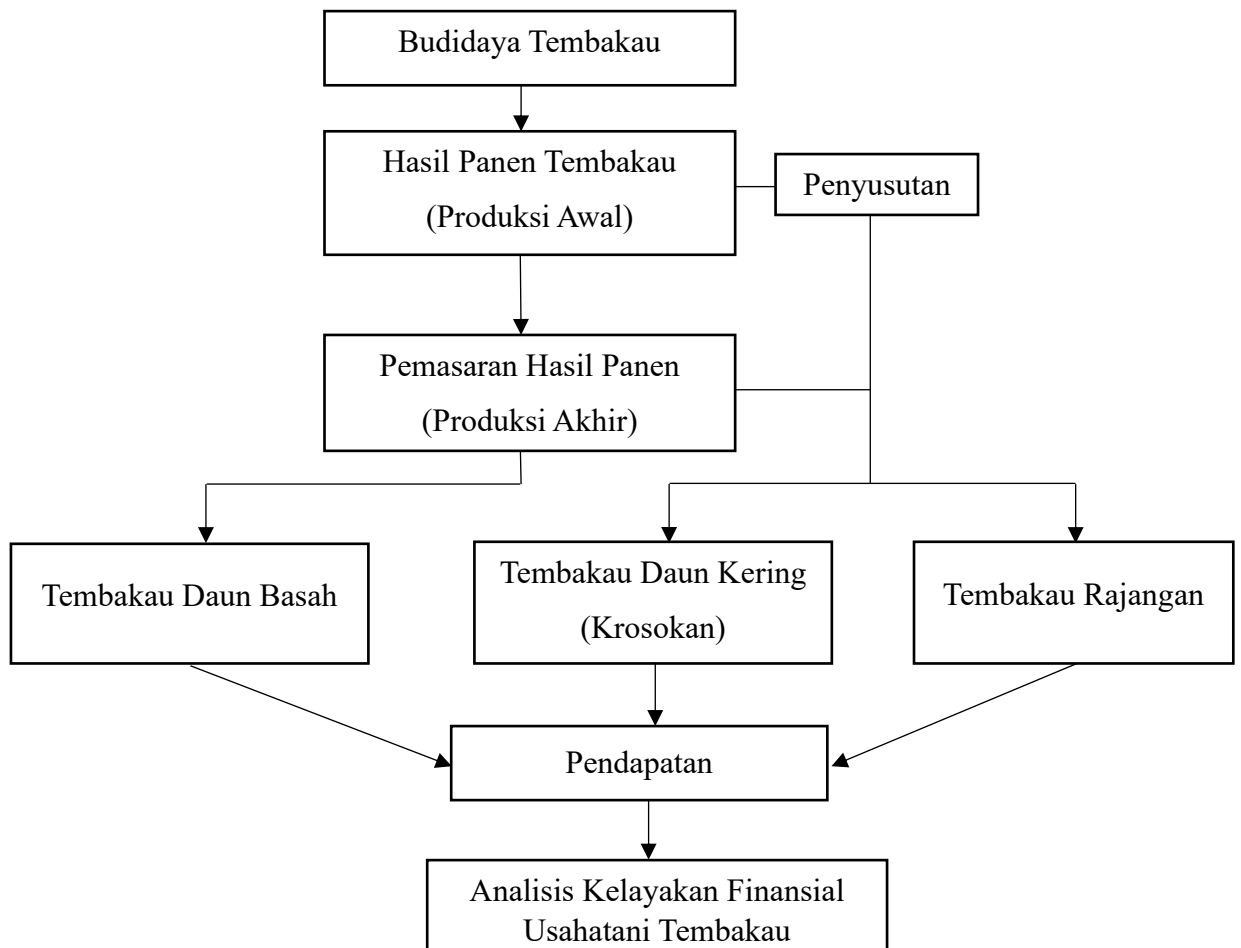 Budidaya Tembakau
Hasil Panen Tembakau
(Produksi Awal)
Penyusutan
Pemasaran Hasil Panen
(Produksi Akhir)
Tembakau Daun Basah
Tembakau Daun Kering
(Krosokan)
Tembakau Rajangan
Pendapatan
Analisis Kelayakan Finansial
Usahatani Tembakau